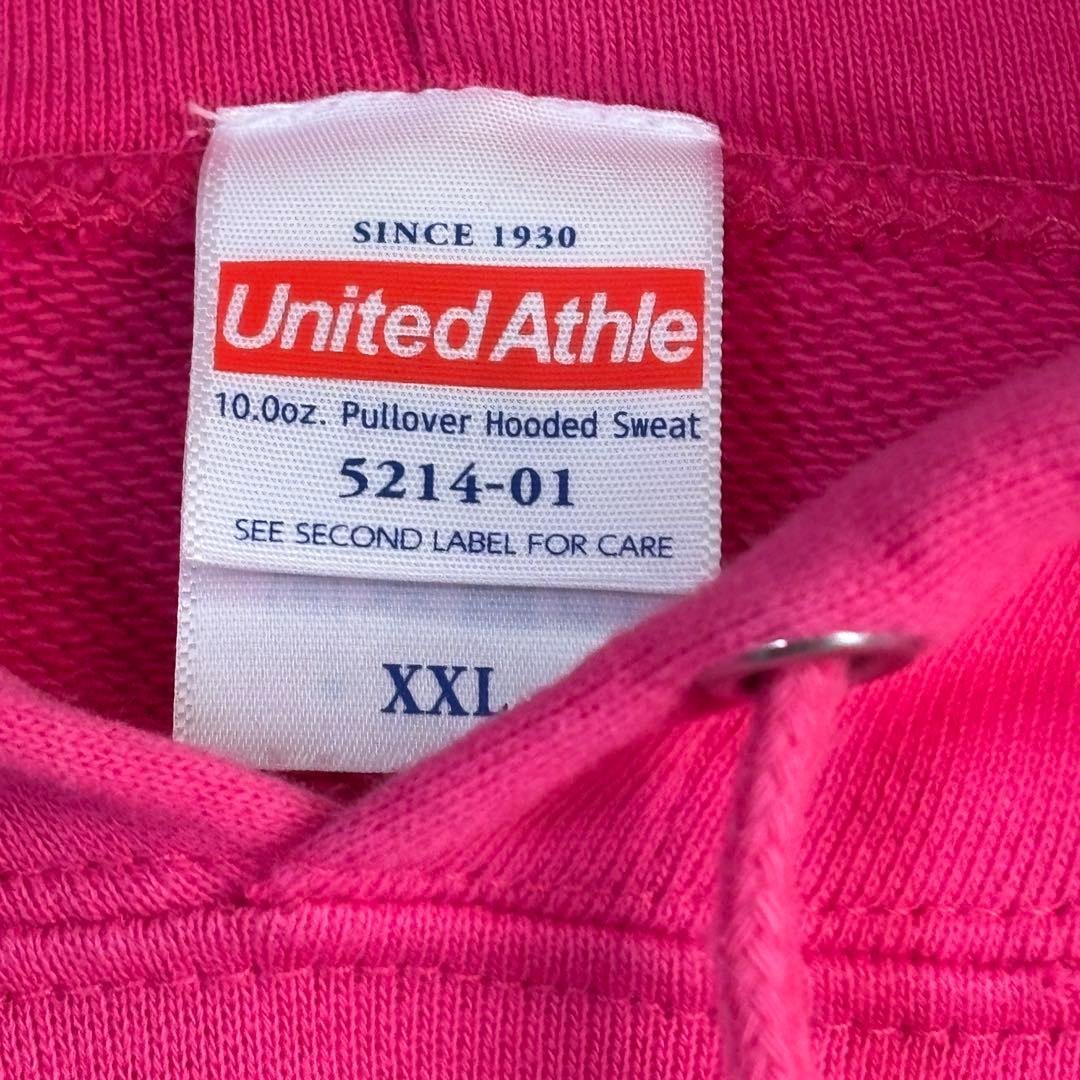 SINCE 1930
United Athle
10.0oz. Pullover Hooded Sweat
5214-01
SEE SECOND LABEL FOR CARE
XXL